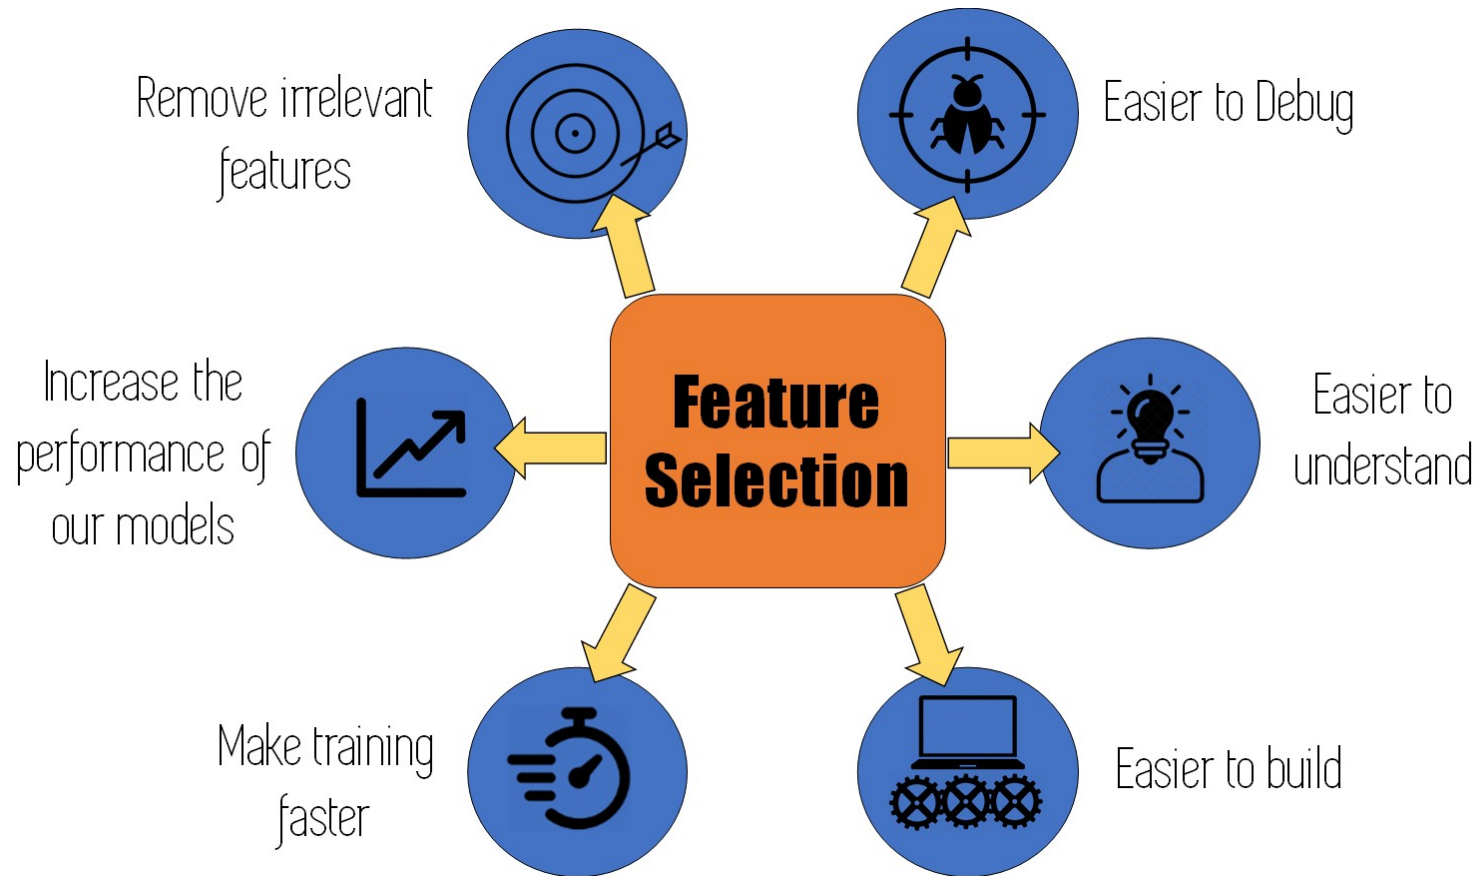 Remove irrelevant
features
Easier to Debug
Increase the
performance of
our models
Feature
Selection
Easier to
understand
Make training
faster
Easier to build